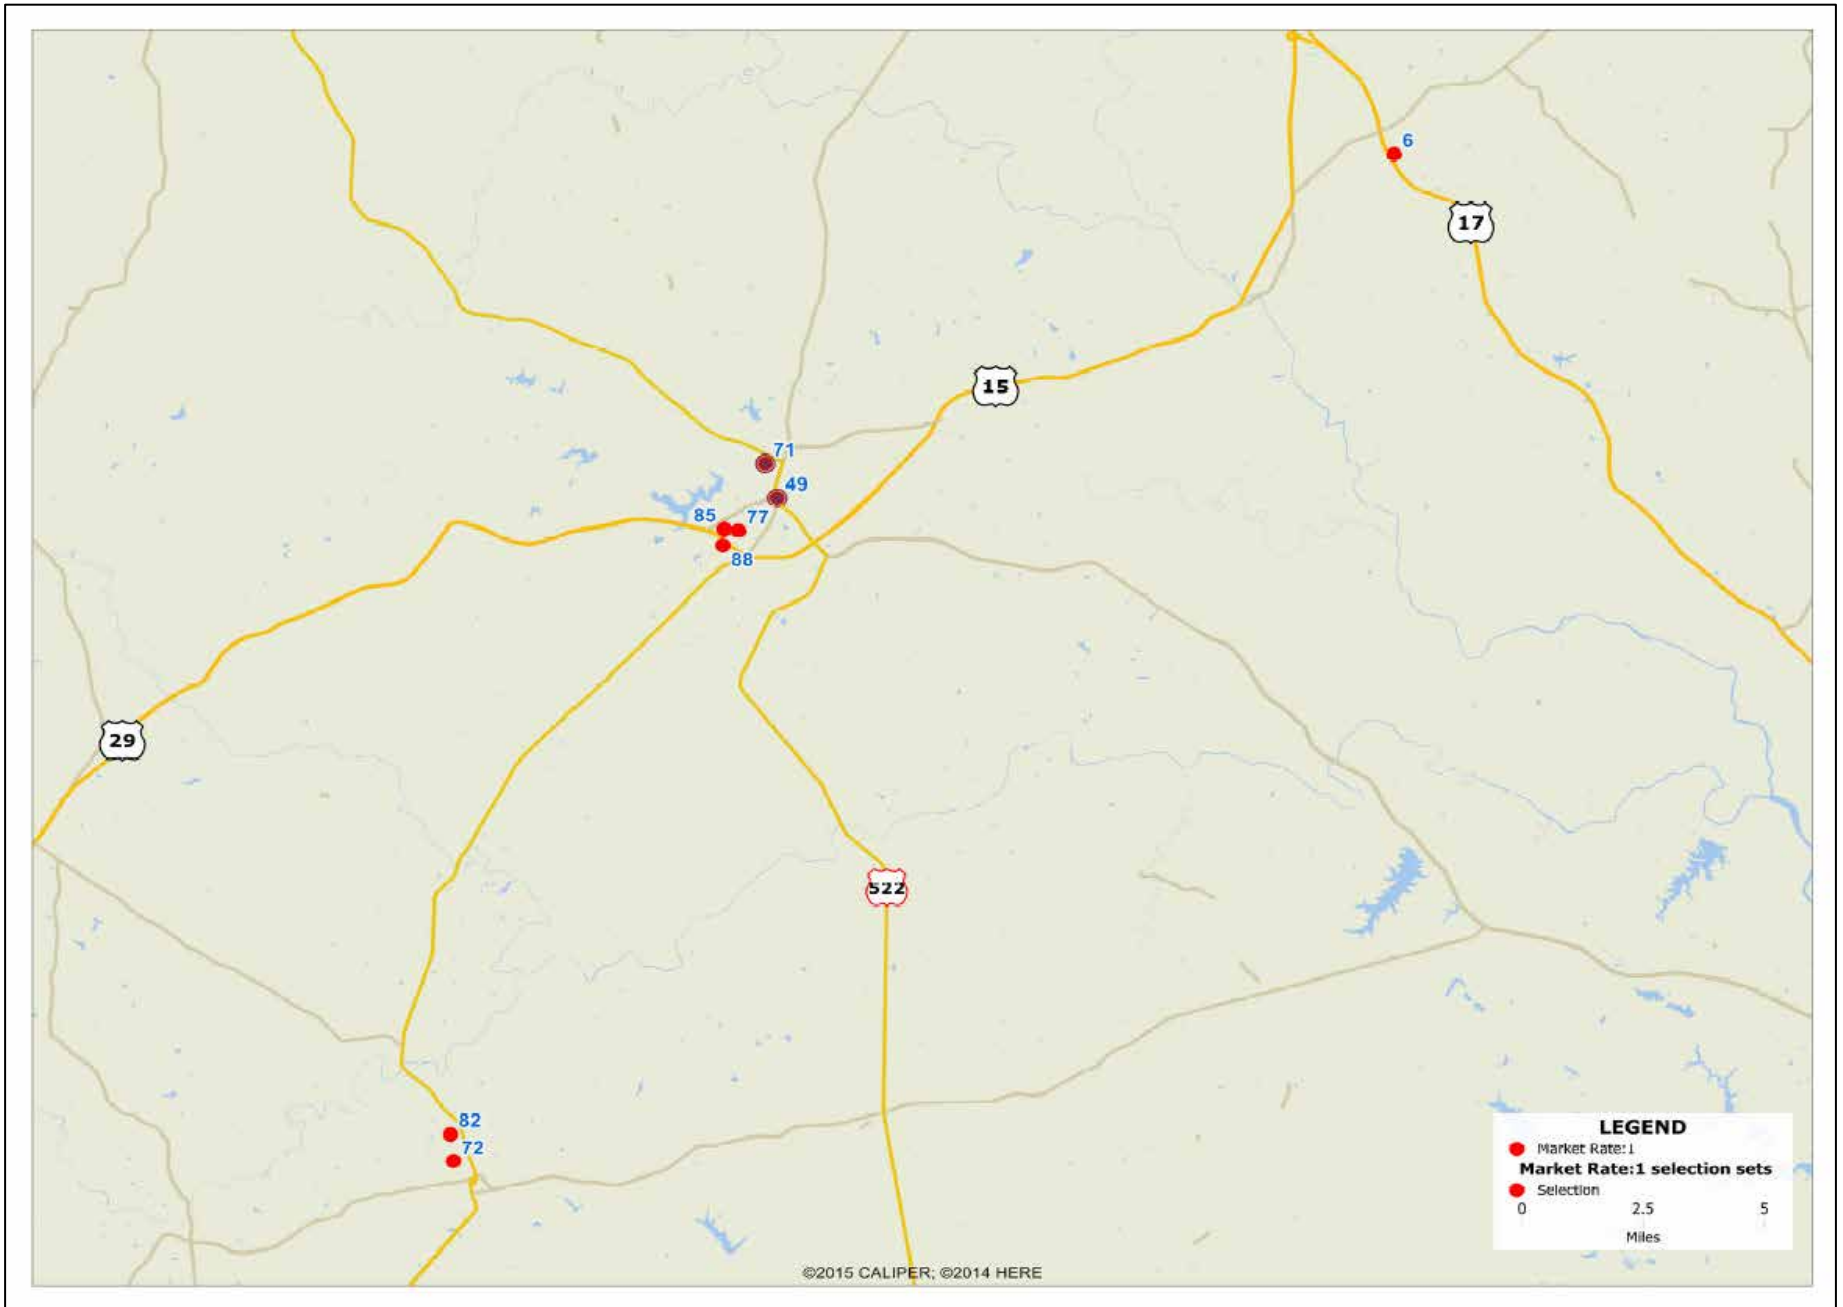 6
17
15
71
49
85
77
88
29
522
82
72
LEGEND
Market Rate:1
Market Rate:1 selection sets
Selection
0 2.5 5
Miles
©2015 CALIPER; ©2014 HERE